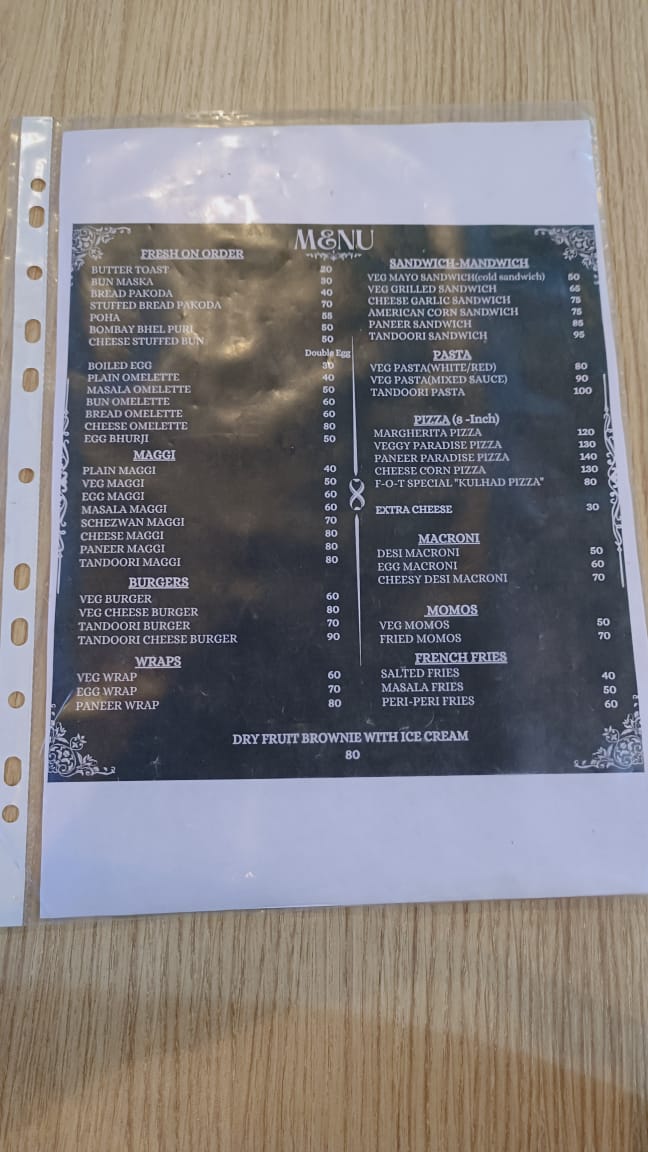 MENU
FRESH ON ORDER
BUTTER TOAST 20
BUN MASKA 30
BREAD PAKODA 40
STUFFED BREAD PAKODA 70
POHA 55
BOMBAY BHEL PURI 50
CHEESE STUFFED BUN 50
Double Egg
BOILED EGG 30
PLAIN OMELETTE 40
MASALA OMELETTE 50
BUN OMELETTE 60
BREAD OMELETTE 60
CHEESE OMELETTE 80
EGG BHURJI 50
MAGGI
PLAIN MAGGI 40
VEG MAGGI 50
EGG MAGGI 60
MASALA MAGGI 60
SCHEZWAN MAGGI 70
CHEESE MAGGI 80
PANEER MAGGI 80
TANDOORI MAGGI 80
BURGERS
VEG BURGER 60
VEG CHEESE BURGER 80
TANDOORI BURGER 70
TANDOORI CHEESE BURGER 90
WRAPS
VEG WRAP 60
EGG WRAP 70
PANEER WRAP 80
SANDWICH-MANDWICH
VEG MAYO SANDWICH(cold sandwich) 50
VEG GRILLED SANDWICH 65
CHEESE GARLIC SANDWICH 75
AMERICAN CORN SANDWICH 75
PANEER SANDWICH 85
TANDOORI SANDWICH 95
PASTA
VEG PASTA(WHITE/RED) 80
VEG PASTA(MIXED SAUCE) 90
TANDOORI PASTA 100
PIZZA (8 -Inch)
MARGHERITA PIZZA 120
VEGGY PARADISE PIZZA 130
PANEER PARADISE PIZZA 140
CHEESE CORN PIZZA 130
F-O-T SPECIAL "KULHAD PIZZA" 80
EXTRA CHEESE 30
MACRONI
DESI MACRONI 50
EGG MACRONI 60
CHEESY DESI MACRONI 70
MOMOS
VEG MOMOS 50
FRIED MOMOS 70
FRENCH FRIES
SALTED FRIES 40
MASALA FRIES 50
PERI-PERI FRIES 60
DRY FRUIT BROWNIE WITH ICE CREAM
80